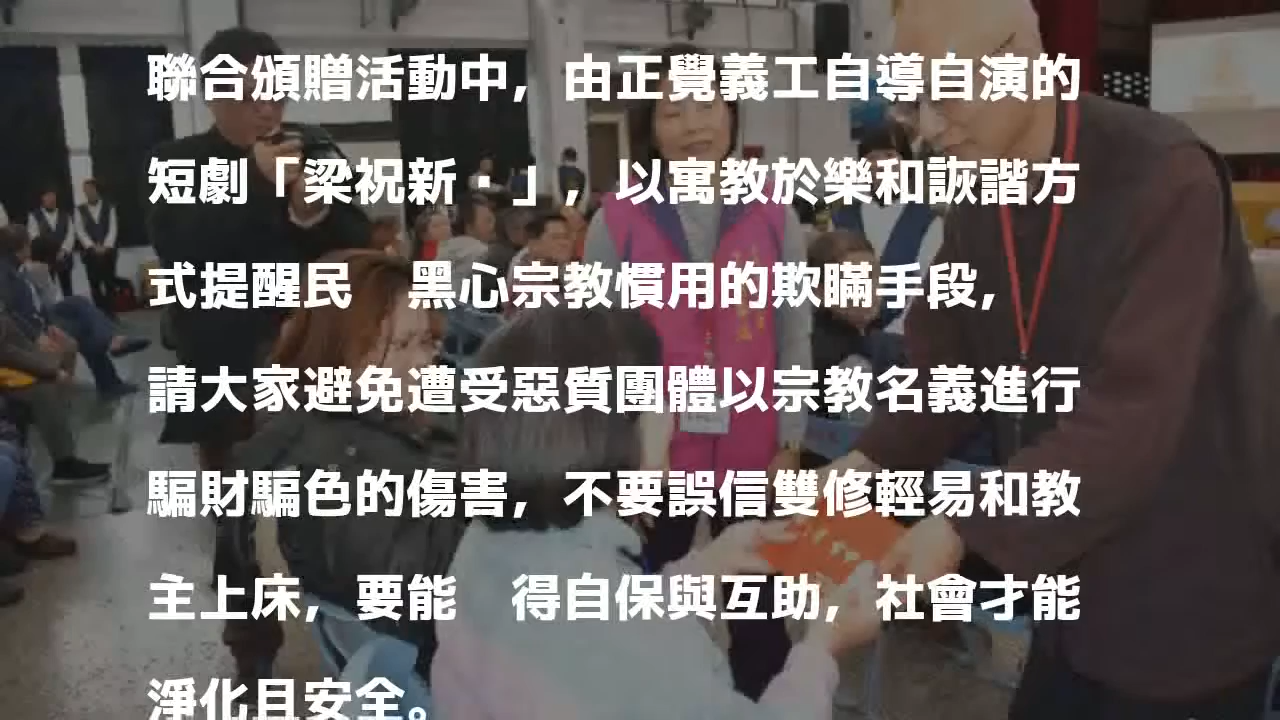 聯合頒贈活動中，由正覺義工自導自演的
短劇「梁祝新·」，以寓教於樂和詼諧方
式提醒民　黑心宗教慣用的欺瞞手段，
請大家避免遭受惡質團體以宗教名義進行
騙財騙色的傷害，不要誤信雙修輕易和教
主上床，要能　得自保與互助，社會才能
淨化且安全。